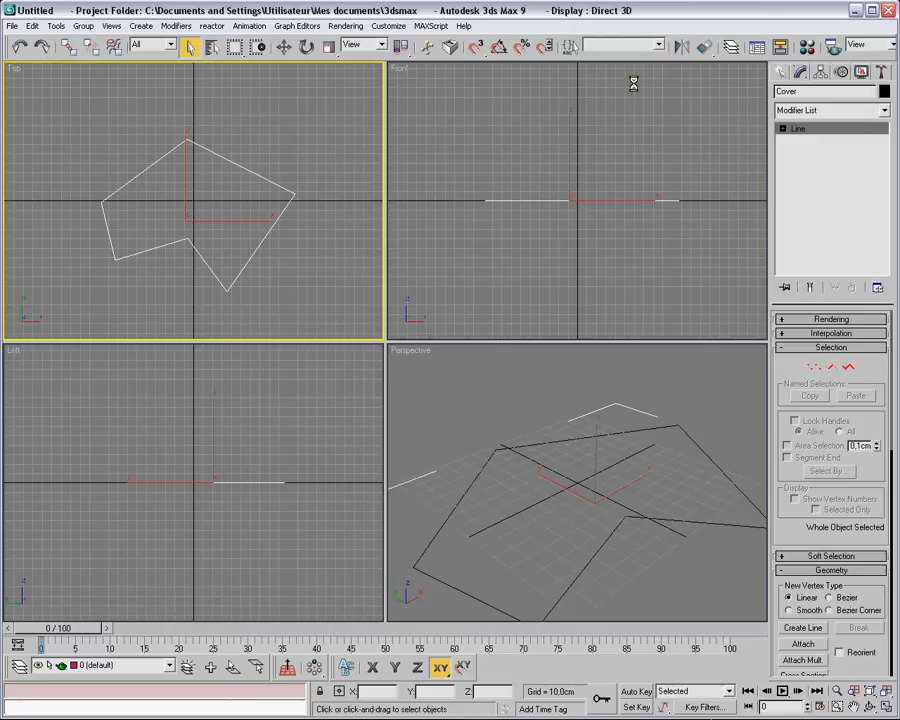 Untitled - Project Folder: C:\Documents and Settings\Utilisateur\Mes documents\3dsmax - Autodesk 3ds Max 9 - Display : Direct 3D
File Edit Tools Group Views Create Modifiers reactor Animation Graph Editors Rendering Customize MAXScript Help
All View View
Top Front
Cover
Modifier List
Line
Rendering
Interpolation
Selection
Named Selections:
Copy Paste
Lock Handles
Alike All
Area Selection: 0,1cm
Segment End
Select By...
Display
Show Vertex Numbers
Selected Only
Whole Object Selected
Soft Selection
Geometry
New Vertex Type
Linear Bezier
Smooth Bezier Corner
Create Line Break
Attach
Attach Mult. Reorient
Left Perspective
0 / 100
0 5 10 15 20 25 30 35 40 45 50 55 60 65 70 75 80 85 90 95 100
0 (default) X Y Z XY XY
X: Y: Z: Grid = 10,0cm Auto Key Selected
Click or click-and-drag to select objects Add Time Tag Set Key Key Filters... 0